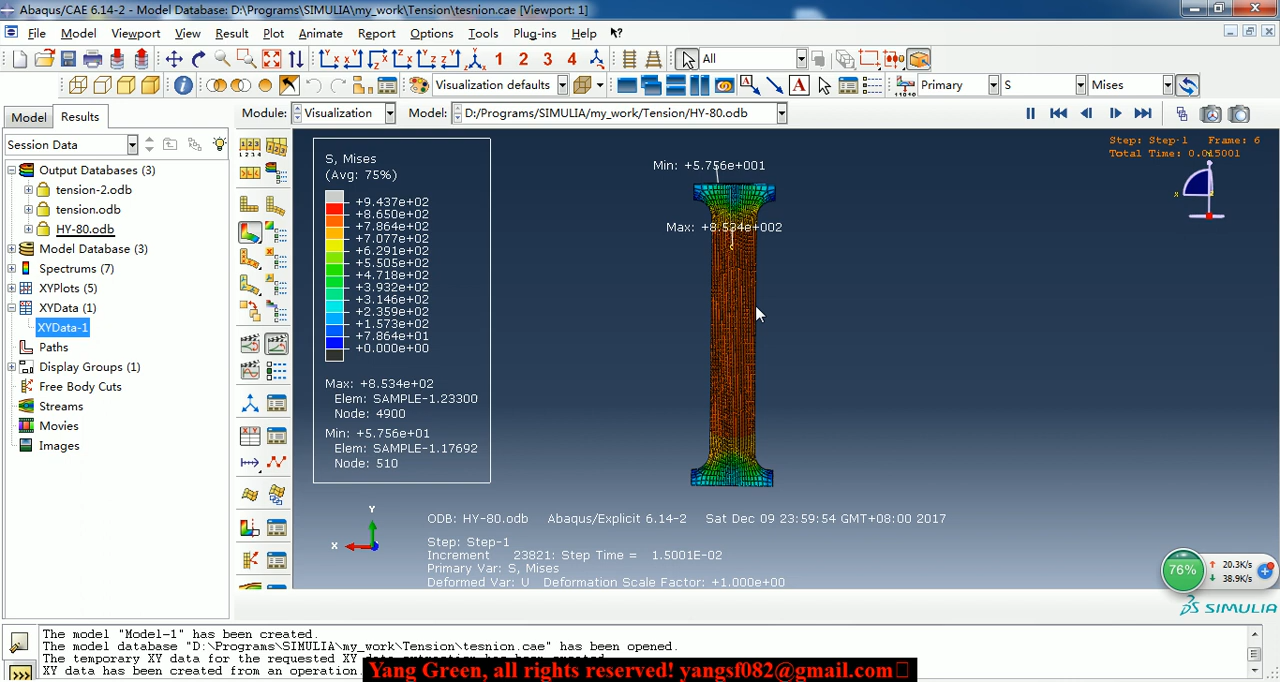 Abaqus/CAE 6.14-2 - Model Database: D:\Programs\SIMULIA\my_work\Tension\tesnion.cae [Viewport: 1]
File Model Viewport View Result Plot Animate Report Options Tools Plug-ins Help
1 2 3 4 All
Visualization defaults Primary S Mises
Model Results Module: Visualization Model: D:/Programs/SIMULIA/my_work/Tension/HY-80.odb
Session Data
Output Databases (3)
tension-2.odb
tension.odb
HY-80.odb
Model Database (3)
Spectrums (7)
XYPlots (5)
XYData (1)
XYData-1
Paths
Display Groups (1)
Free Body Cuts
Streams
Movies
Images
S, Mises
(Avg: 75%)
+9.437e+02
+8.650e+02
+7.864e+02
+7.077e+02
+6.291e+02
+5.505e+02
+4.718e+02
+3.932e+02
+3.146e+02
+2.359e+02
+1.573e+02
+7.864e+01
+0.000e+00
Max: +8.534e+02
Elem: SAMPLE-1.23300
Node: 4900
Min: +5.756e+01
Elem: SAMPLE-1.17692
Node: 510
Min: +5.756e+001
Max: +8.534e+002
Step: Step-1 Frame: 6
Total Time: 0.015001
X
Y
X
ODB: HY-80.odb Abaqus/Explicit 6.14-2 Sat Dec 09 23:59:54 GMT+08:00 2017
Step: Step-1
Increment 23821: Step Time = 1.5001E-02
Primary Var: S, Mises
Deformed Var: U Deformation Scale Factor: +1.000e+00
76%
20.3K/s
38.9K/s
SIMULIA
The model "Model-1" has been created.
The model database "D:\Programs\SIMULIA\my_work\Tension\tesnion.cae" has been opened.
The temporary XY data for the requested XY
XY data has been created from an operation.
Yang Green, all rights reserved! yangsf082@gmail.com